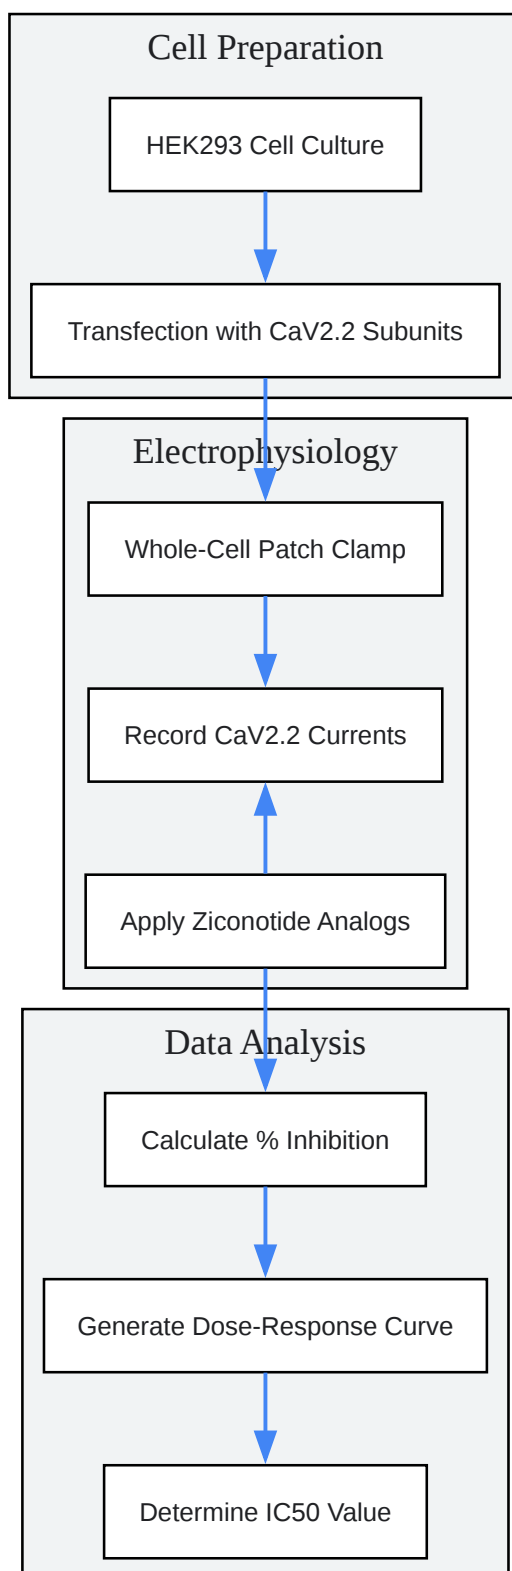 Cell Preparation
HEK293 Cell Culture
Transfection with CaV2.2 Subunits
Electrophysiology
Whole-Cell Patch Clamp
Record CaV2.2 Currents
Apply Ziconotide Analogs
Data Analysis
Calculate % Inhibition
Generate Dose-Response Curve
Determine IC50 Value